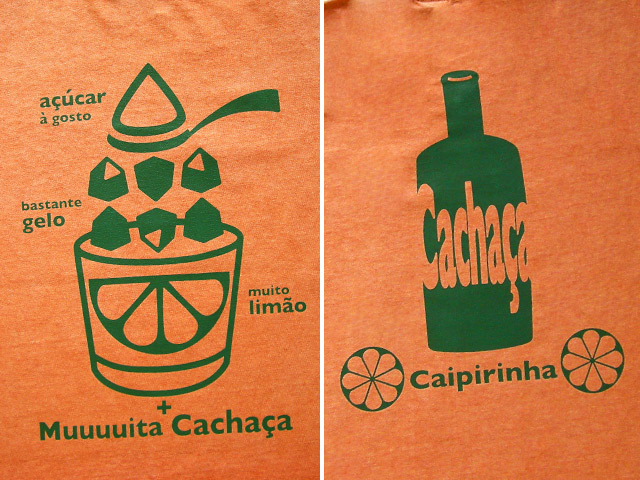 açúcar
à gosto
bastante
gelo
muito
limão
+
Muuuuita Cachaça
Cachaça
Caipirinha